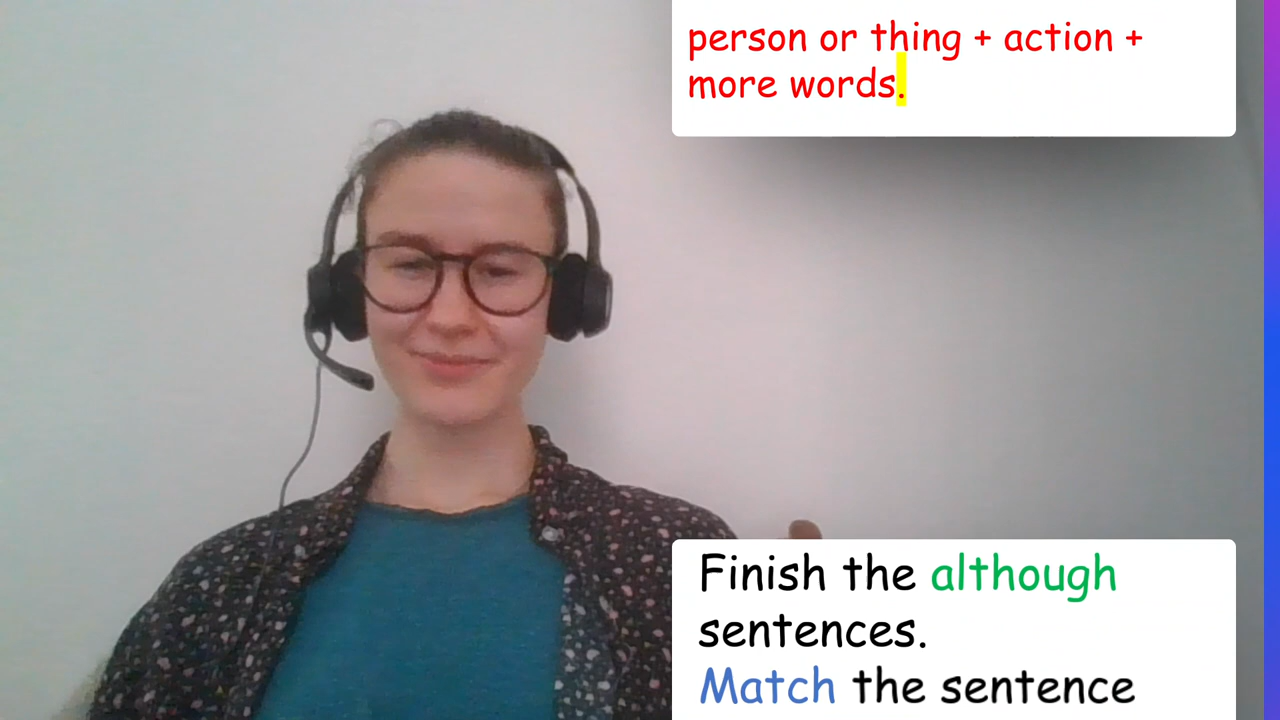 person or thing + action +
more words.
Finish the although
sentences.
Match the sentence